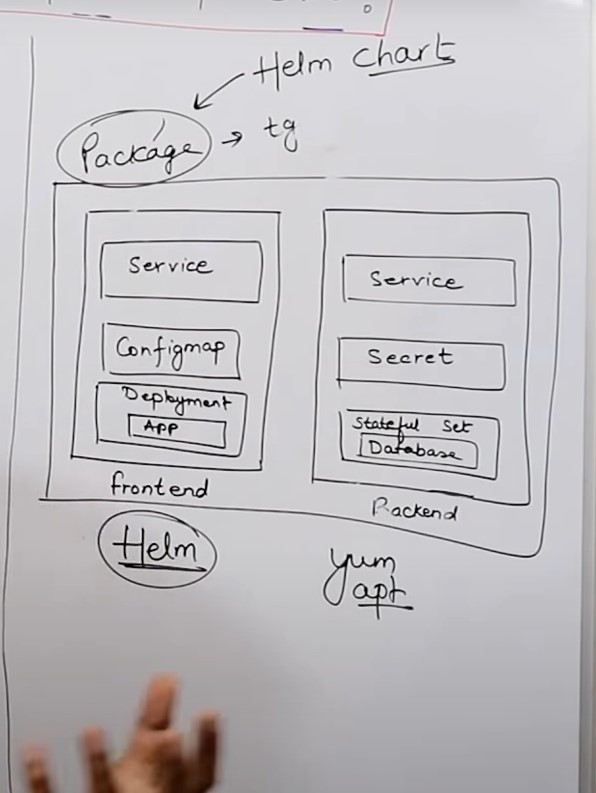 Helm chart
Package → tg
Service
Configmap
Deployment
APP
frontend
Service
Secret
Stateful Set
Database
Backend
Helm
yum
apt